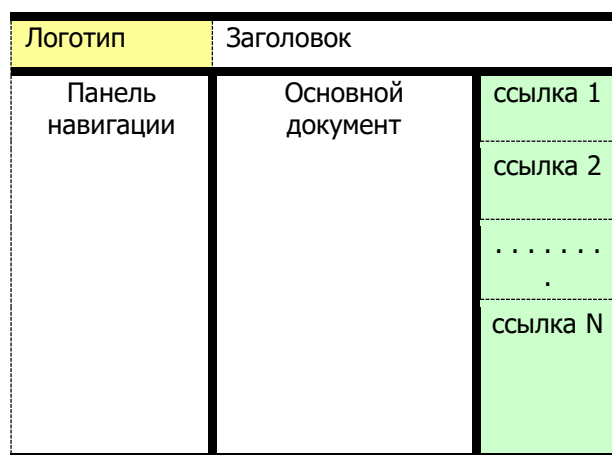 Логотип
Заголовок
Панель
навигации
Основной
документ
ссылка 1
ссылка 2
. . . . . . .
.
ссылка N